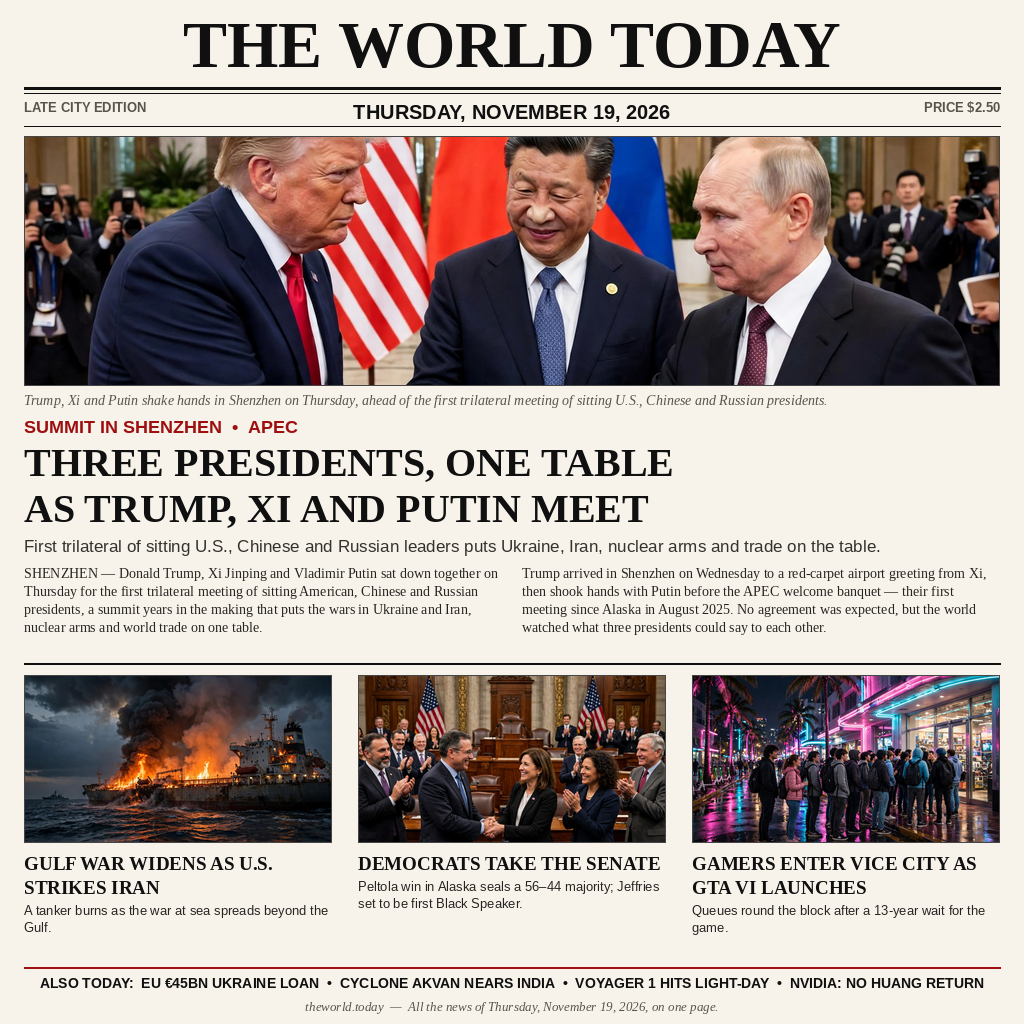 THE WORLD TODAY
LATE CITY EDITION
THURSDAY, NOVEMBER 19, 2026
PRICE $2.50
Trump, Xi and Putin shake hands in Shenzhen on Thursday, ahead of the first trilateral meeting of sitting U.S., Chinese and Russian presidents.
SUMMIT IN SHENZHEN • APEC
THREE PRESIDENTS, ONE TABLE
AS TRUMP, XI AND PUTIN MEET
First trilateral of sitting U.S., Chinese and Russian leaders puts Ukraine, Iran, nuclear arms and trade on the table.
SHENZHEN — Donald Trump, Xi Jinping and Vladimir Putin sat down together on
Thursday for the first trilateral meeting of sitting American, Chinese and Russian
presidents, a summit years in the making that puts the wars in Ukraine and Iran,
nuclear arms and world trade on one table.
Trump arrived in Shenzhen on Wednesday to a red-carpet airport greeting from Xi,
then shook hands with Putin before the APEC welcome banquet — their first
meeting since Alaska in August 2025. No agreement was expected, but the world
watched what three presidents could say to each other.
GULF WAR WIDENS AS U.S.
STRIKES IRAN
A tanker burns as the war at sea spreads beyond the
Gulf.
DEMOCRATS TAKE THE SENATE
Peltola win in Alaska seals a 56–44 majority; Jeffries
set to be first Black Speaker.
GAMERS ENTER VICE CITY AS
GTA VI LAUNCHES
Queues round the block after a 13-year wait for the
game.
ALSO TODAY: EU €45BN UKRAINE LOAN • CYCLONE AKVAN NEARS INDIA • VOYAGER 1 HITS LIGHT-DAY • NVIDIA: NO HUANG RETURN
theworld.today — All the news of Thursday, November 19, 2026, on one page.